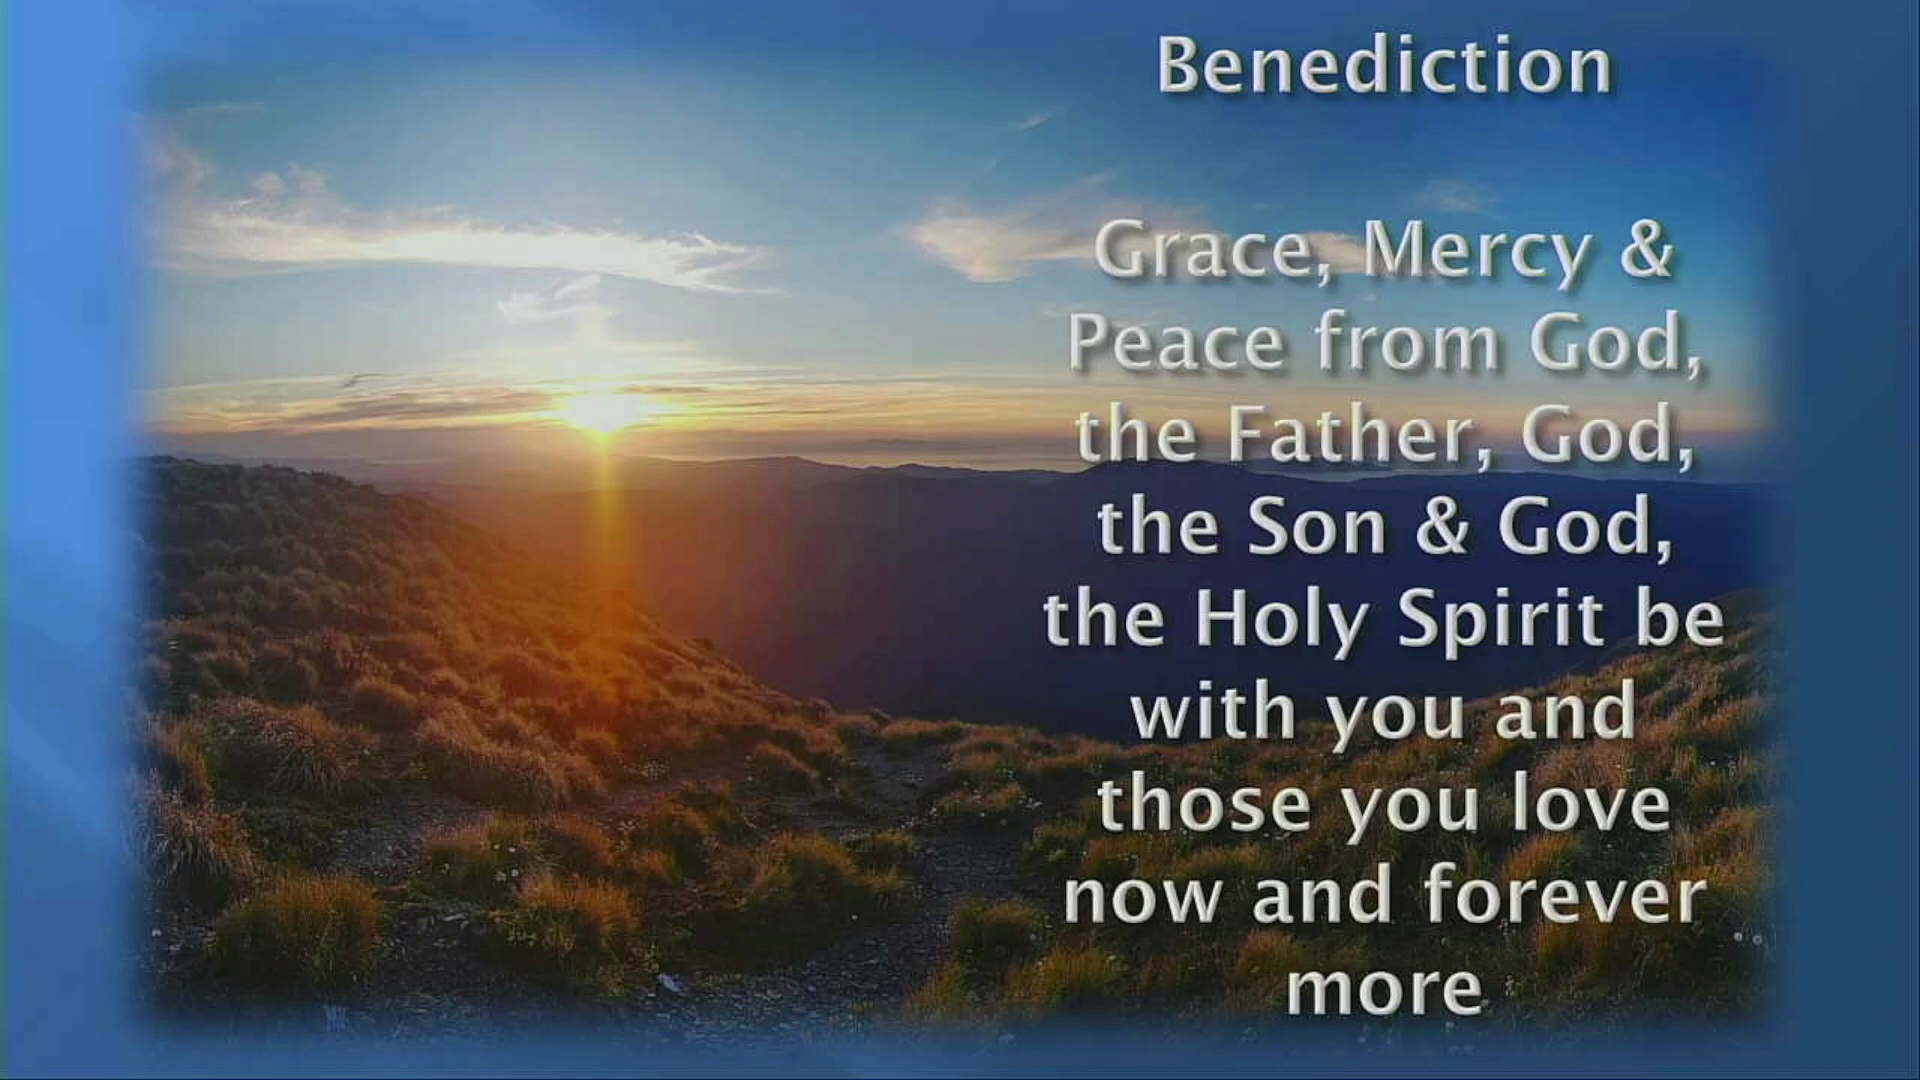 Benediction
Grace, Mercy &
Peace from God,
the Father, God,
the Son & God,
the Holy Spirit be
with you and
those you love
now and forever
more